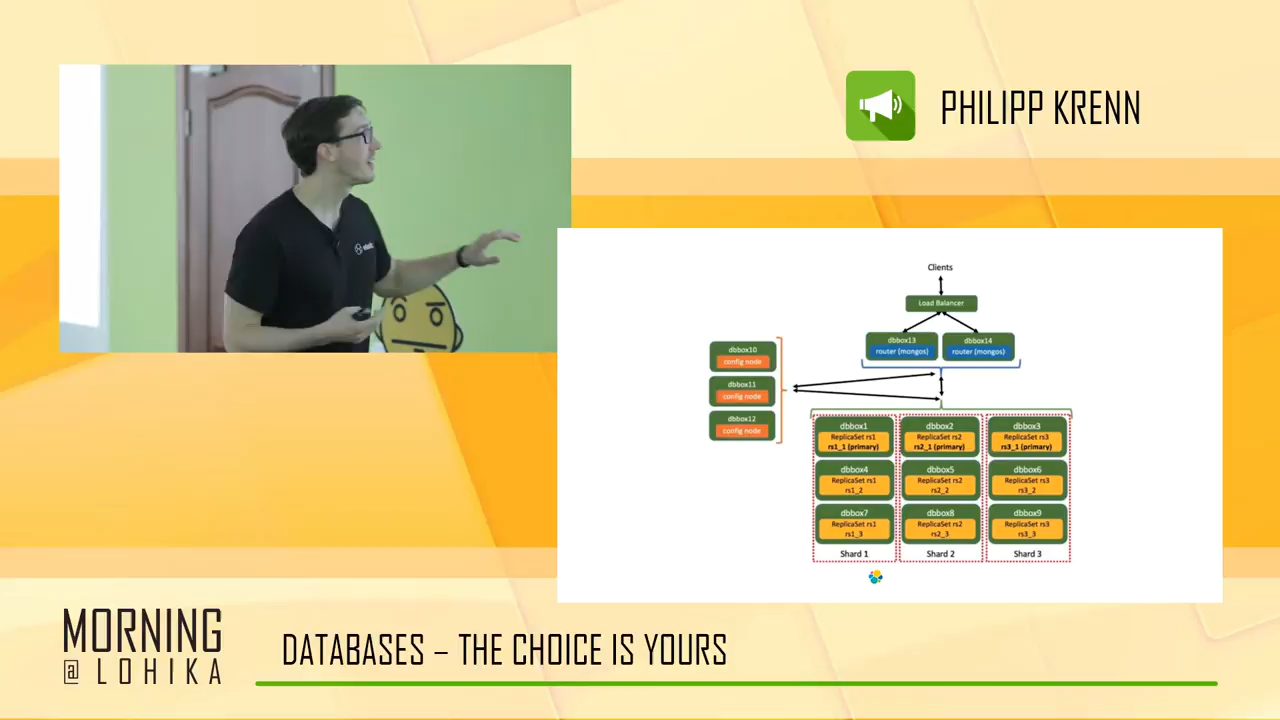 PHILIPP KRENN
Clients
Load Balancer
dbbox13
router (mongos)
dbbox14
router (mongos)
dbbox10
config node
dbbox11
config node
dbbox12
config node
dbbox1
ReplicaSet rs1
rs1_1 (primary)
dbbox2
ReplicaSet rs2
rs2_1 (primary)
dbbox3
ReplicaSet rs3
rs3_1 (primary)
dbbox4
ReplicaSet rs1
rs1_2
dbbox5
ReplicaSet rs2
rs2_2
dbbox6
ReplicaSet rs3
rs3_2
dbbox7
ReplicaSet rs1
rs1_3
dbbox8
ReplicaSet rs2
rs2_3
dbbox9
ReplicaSet rs3
rs3_3
Shard 1
Shard 2
Shard 3
MORNING
@ LOHIKA
DATABASES – THE CHOICE IS YOURS